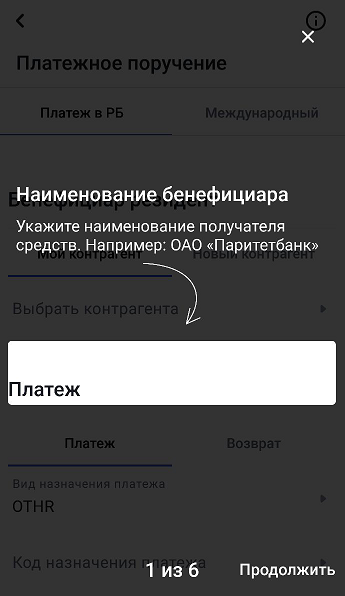 Платежное поручение
Платеж в РБ
Международный
Бенефициар резидент
Наименование бенефициара
Укажите наименование получателя
средств. Например: ОАО «Паритетбанк»
Мой контрагент
Новый контрагент
Выбрать контрагента
Платеж
Платеж
Возврат
Вид назначения платежа
OTHR
Код назначения платежа
1 из 6
Продолжить